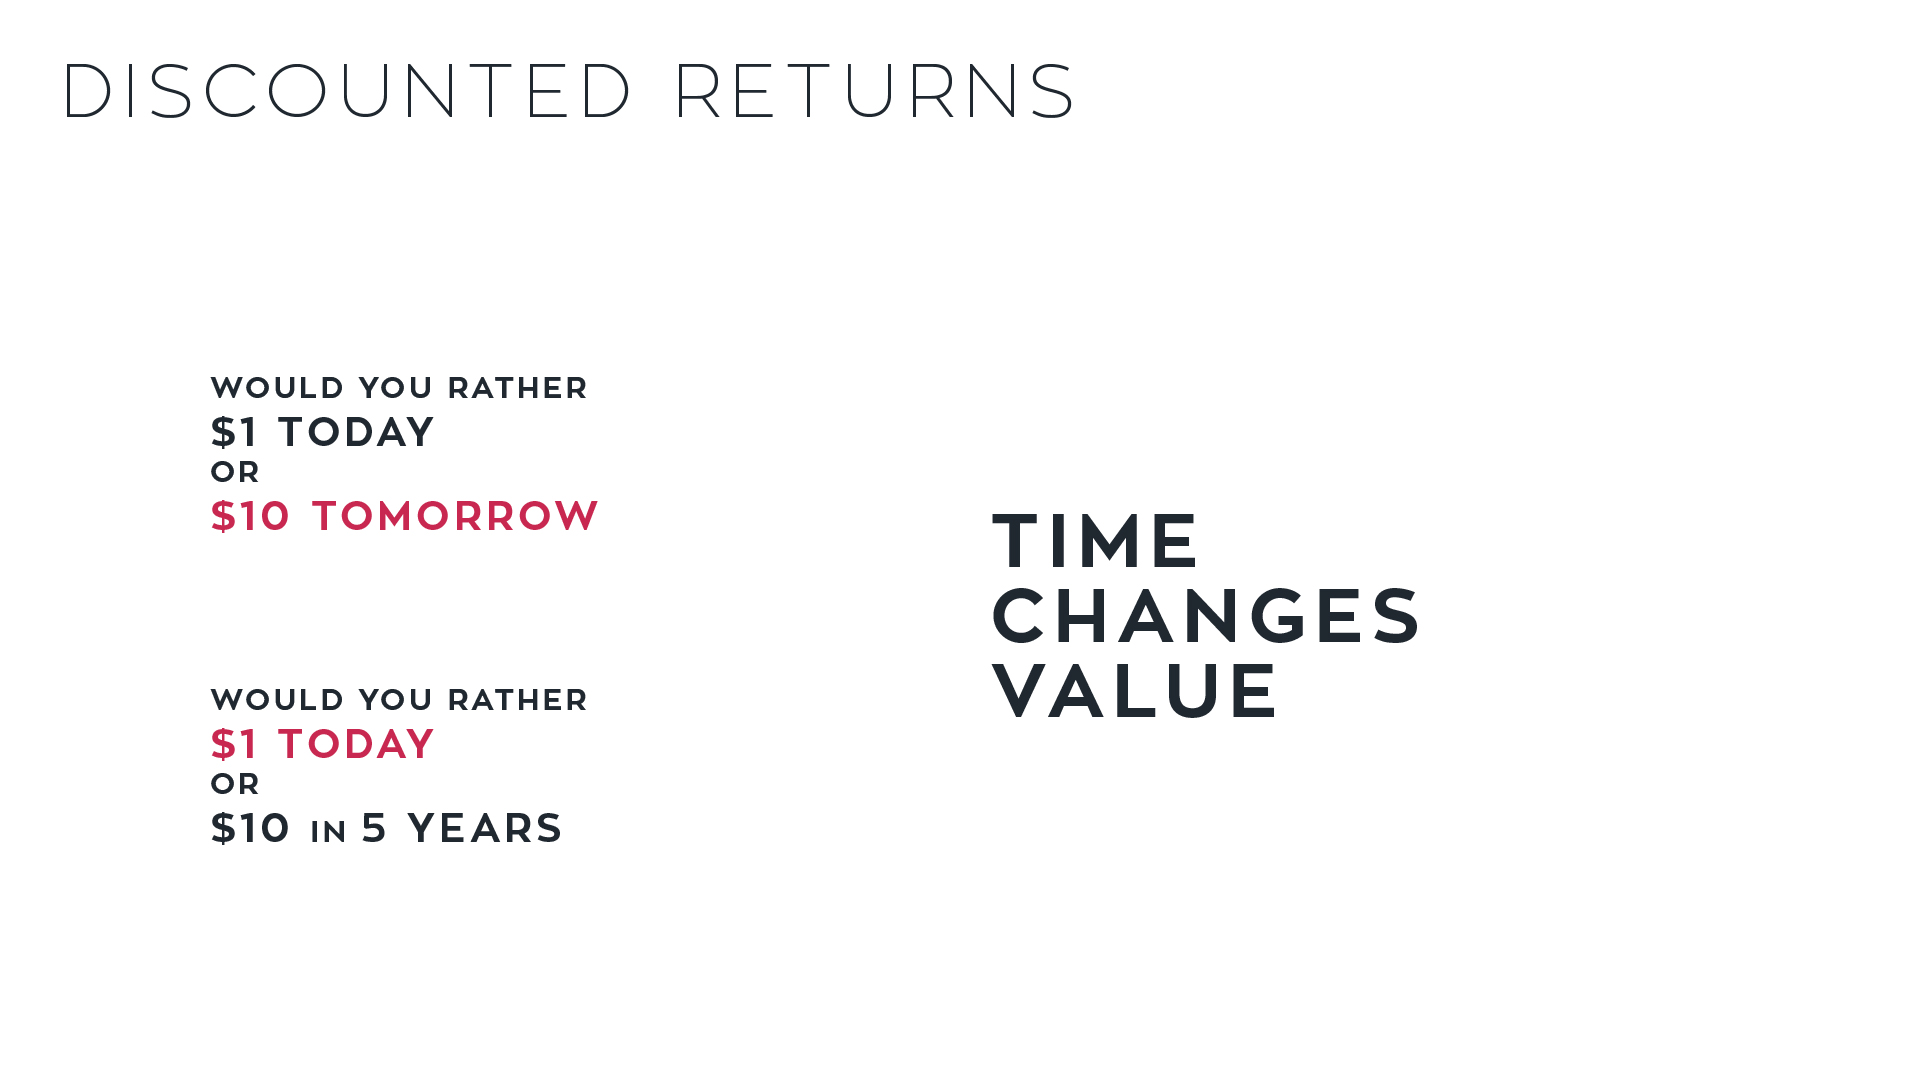 DISCOUNTED RETURNS
WOULD YOU RATHER
$1 TODAY
OR
$10 TOMORROW
WOULD YOU RATHER
$1 TODAY
OR
$10 IN 5 YEARS
TIME
CHANGES
VALUE